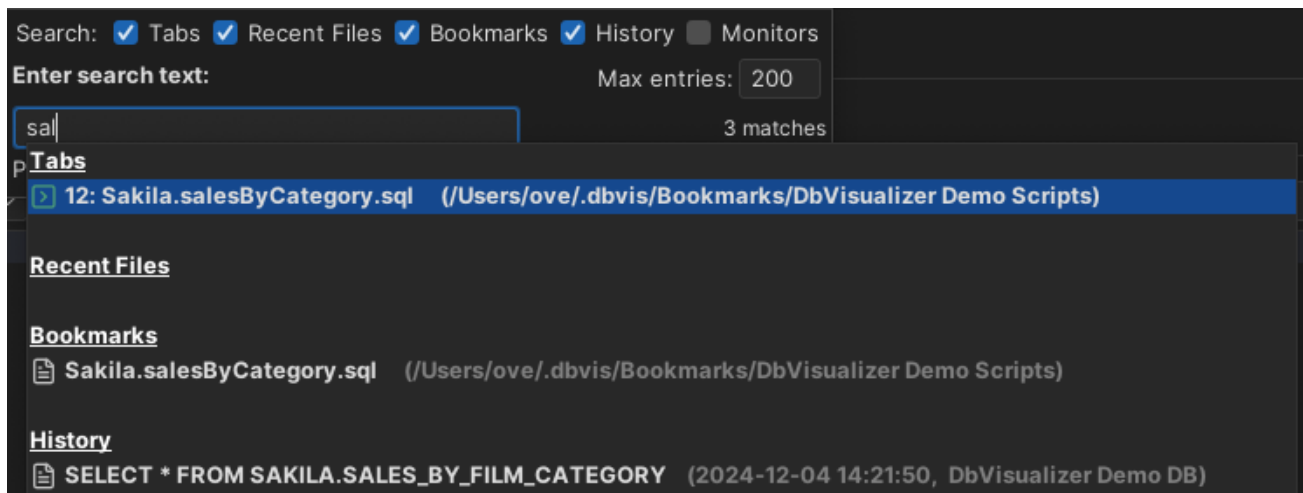 Search: Tabs Recent Files Bookmarks History Monitors
Enter search text: Max entries: 200
sal 3 matches
P
Tabs
12: Sakila.salesByCategory.sql (/Users/ove/.dbvis/Bookmarks/DbVisualizer Demo Scripts)
Recent Files
Bookmarks
Sakila.salesByCategory.sql (/Users/ove/.dbvis/Bookmarks/DbVisualizer Demo Scripts)
History
SELECT * FROM SAKILA.SALES_BY_FILM_CATEGORY (2024-12-04 14:21:50, DbVisualizer Demo DB)